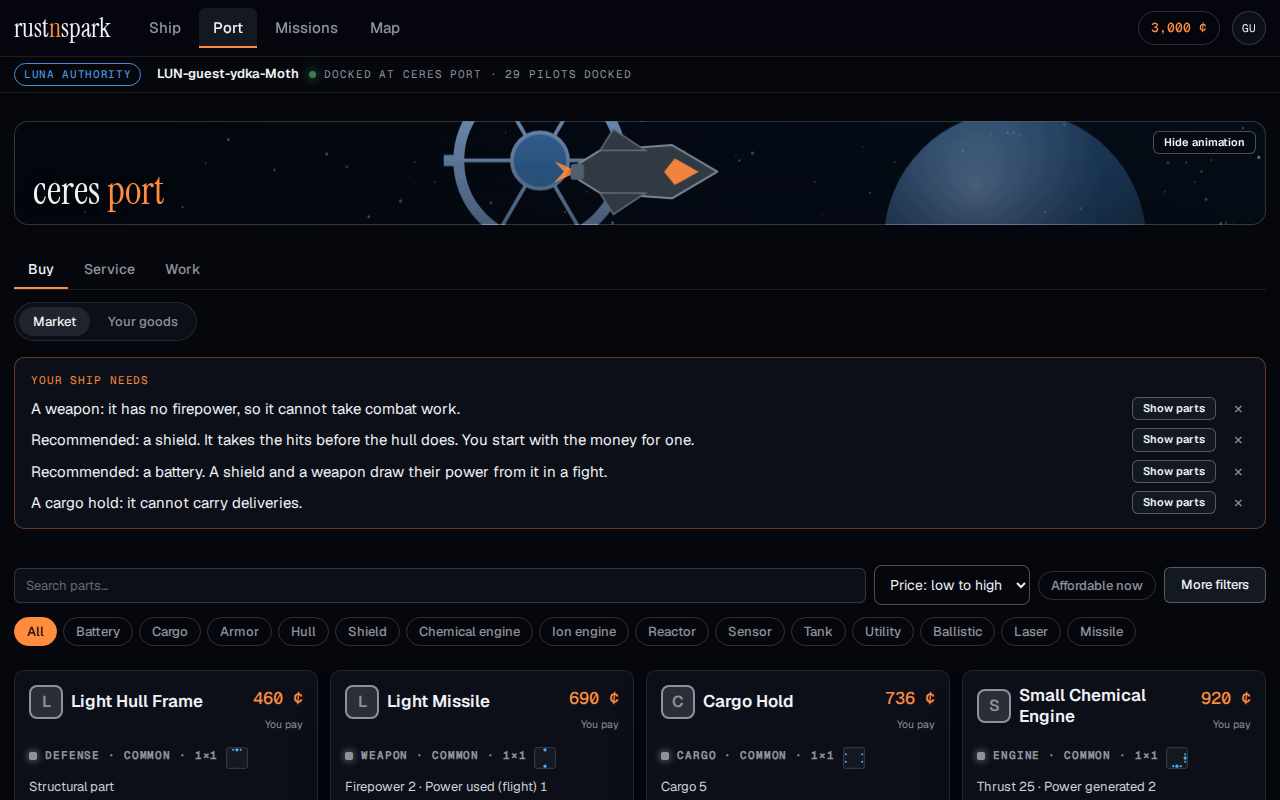 rustnspark
Ship
Port
Missions
Map
3,000 ¢
GU
LUNA AUTHORITY
LUN-guest-ydka-Moth
DOCKED AT CERES PORT · 29 PILOTS DOCKED
Hide animation
ceres port
Buy
Service
Work
Market
Your goods
YOUR SHIP NEEDS
A weapon: it has no firepower, so it cannot take combat work.
Show parts ×
Recommended: a shield. It takes the hits before the hull does. You start with the money for one.
Show parts ×
Recommended: a battery. A shield and a weapon draw their power from it in a fight.
Show parts ×
A cargo hold: it cannot carry deliveries.
Show parts ×
Search parts…
Price: low to high
Affordable now
More filters
All
Battery
Cargo
Armor
Hull
Shield
Chemical engine
Ion engine
Reactor
Sensor
Tank
Utility
Ballistic
Laser
Missile
L
Light Hull Frame
460 ¢
You pay
DEFENSE · COMMON · 1×1
Structural part
L
Light Missile
690 ¢
You pay
WEAPON · COMMON · 1×1
Firepower 2 · Power used (flight) 1
C
Cargo Hold
736 ¢
You pay
CARGO · COMMON · 1×1
Cargo 5
S
Small Chemical
Engine
920 ¢
You pay
ENGINE · COMMON · 1×1
Thrust 25 · Power generated 2